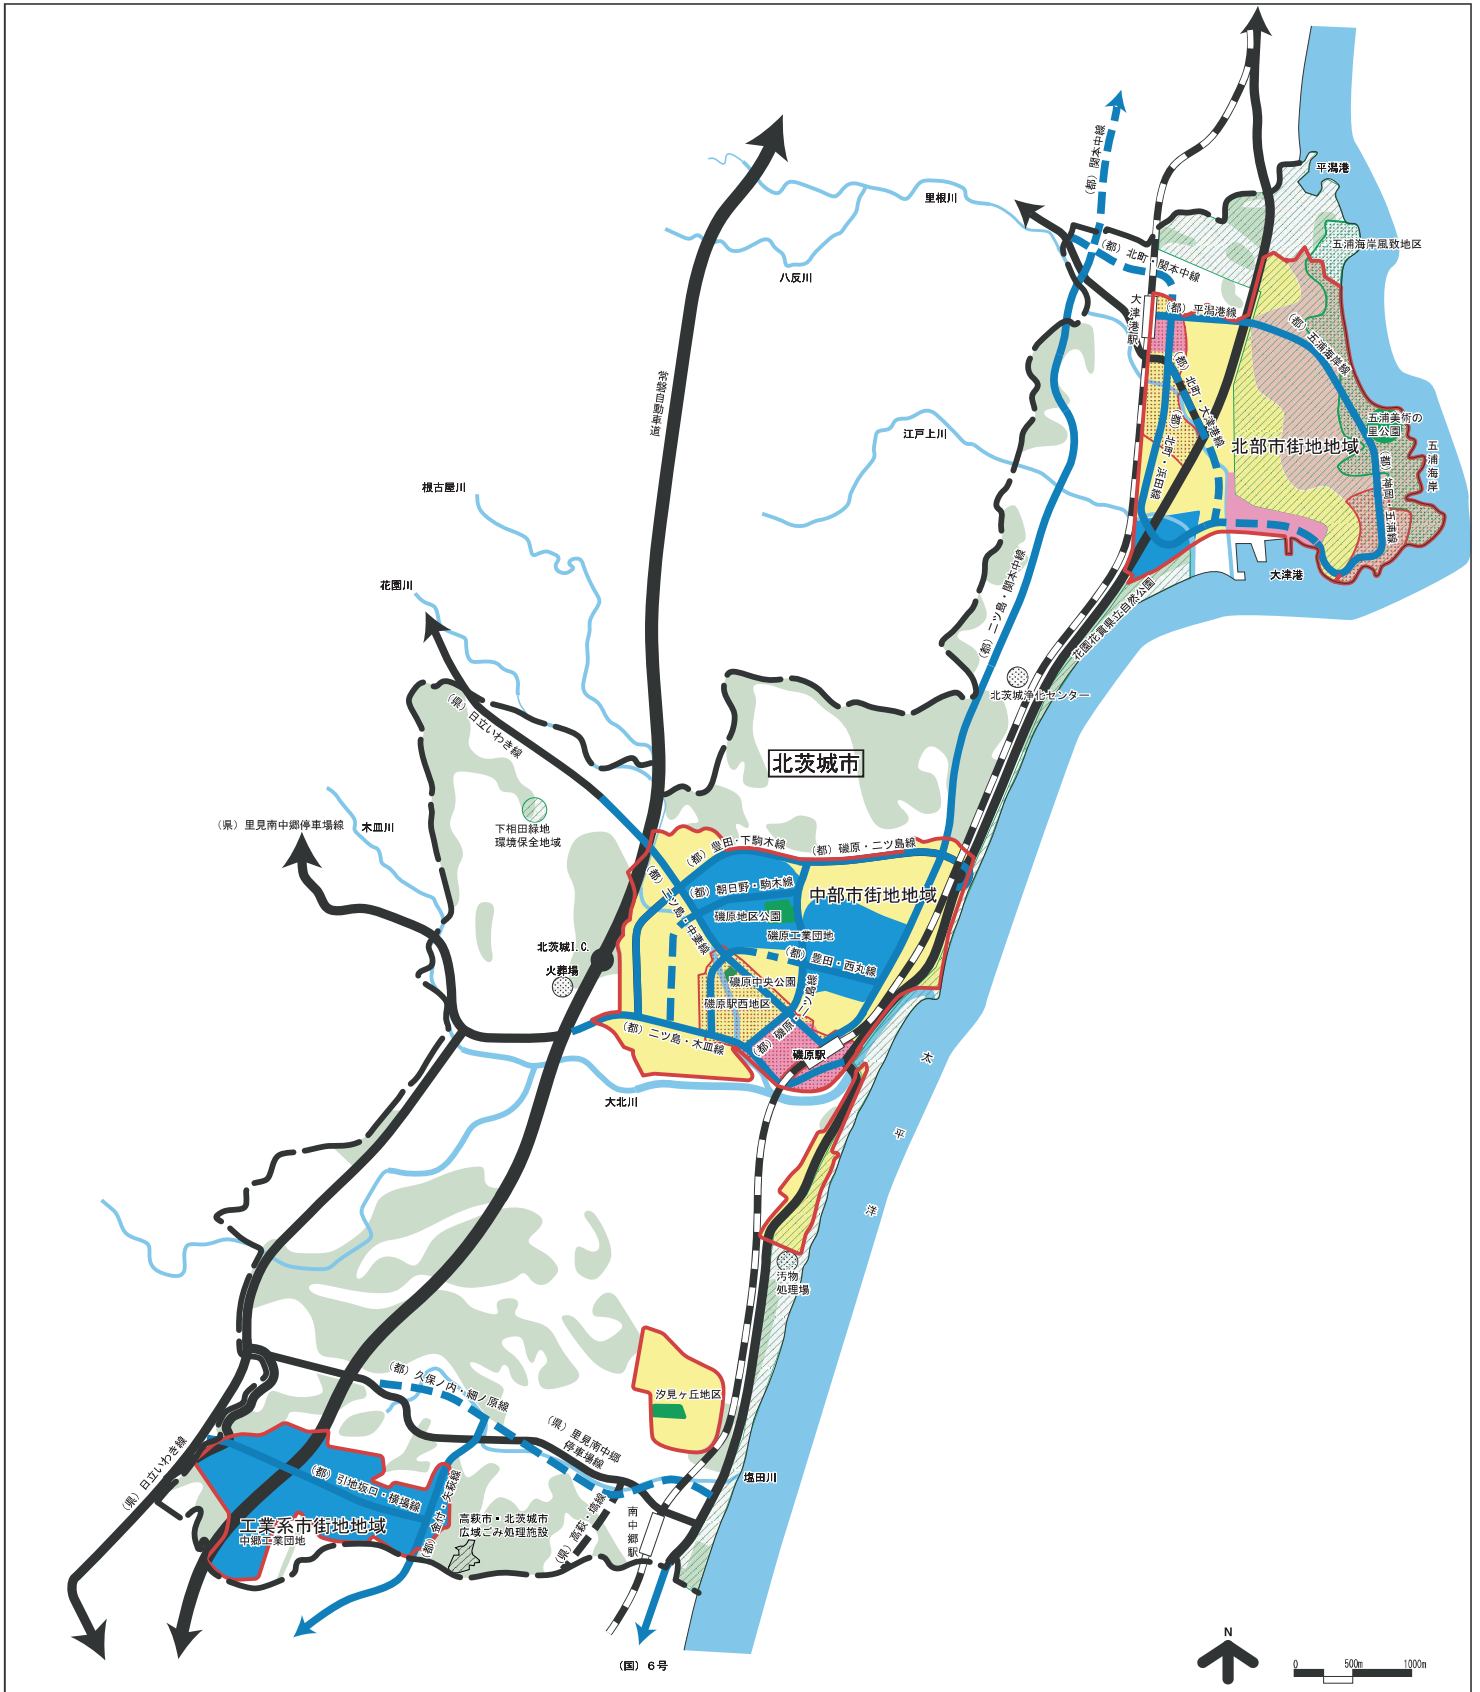 平潟港
(都) 関本中線
里根川
五浦海岸風致地区
(都) 北町・関本中線
八反川
大津港駅
(都) 平潟港線
(都) 五浦海岸線
常磐自動車道
(都) 北町・大津港線
五浦美術の
里公園
江戸上川
(都) 北町・浜田線
北部市街地地域
五浦海岸
(都) 神岡・五浦線
根古屋川
大津港
花園川
(都) 二ツ島・関本中線
花園花貫県立自然公園
北茨城浄化センター
(県) 日立いわき線
北茨城市
(県) 里見南中郷停車場線
木皿川
下相田緑地
環境保全地域
(都) 豊田・下駒木線
(都) 磯原・二ツ島線
(都) 二ツ島・中妻線
(都) 朝日野・駒木線
中部市街地地域
磯原地区公園
磯原工業団地
北茨城I.C.
(都) 豊田・西丸線
火葬場
磯原中央公園
磯原駅西地区
(都) 磯原・二ツ島線
(都) 二ツ島・木皿線
磯原駅
太平洋
大北川
汚物
処理場
(都) 久保ノ内・細ノ原線
汐見ヶ丘地区
(県) 里見南中郷
停車場線
(県) 日立いわき線
(都) 引地坂口・横塙線
(都) 金付・矢萩線
塩田川
工業系市街地地域
中郷工業団地
高萩市・北茨城市
広域ごみ処理施設
(県) 高萩・塙線
南中郷駅
(国) 6号
N
0 500m 1000m